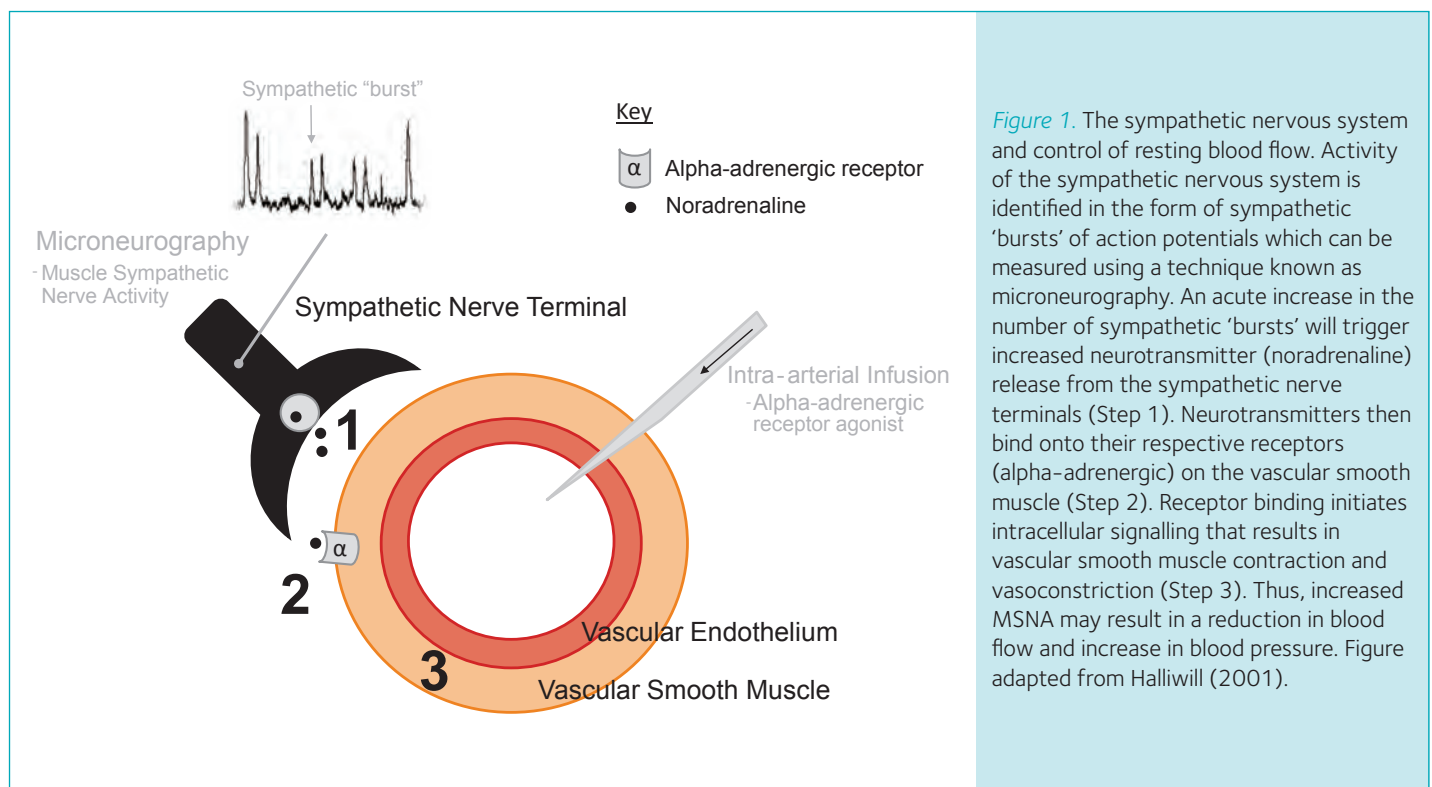 Sympathetic “burst”
Key
α Alpha-adrenergic receptor
Noradrenaline
Microneurography
- Muscle Sympathetic
Nerve Activity
Sympathetic Nerve Terminal
Intra-arterial Infusion
-Alpha-adrenergic
receptor agonist
1
α
2
3
Vascular Endothelium
Vascular Smooth Muscle
Figure 1. The sympathetic nervous system
and control of resting blood flow. Activity
of the sympathetic nervous system is
identified in the form of sympathetic
‘bursts’ of action potentials which can be
measured using a technique known as
microneurography. An acute increase in the
number of sympathetic ‘bursts’ will trigger
increased neurotransmitter (noradrenaline)
release from the sympathetic nerve
terminals (Step 1). Neurotransmitters then
bind onto their respective receptors
(alpha-adrenergic) on the vascular smooth
muscle (Step 2). Receptor binding initiates
intracellular signalling that results in
vascular smooth muscle contraction and
vasoconstriction (Step 3). Thus, increased
MSNA may result in a reduction in blood
flow and increase in blood pressure. Figure
adapted from Halliwill (2001).